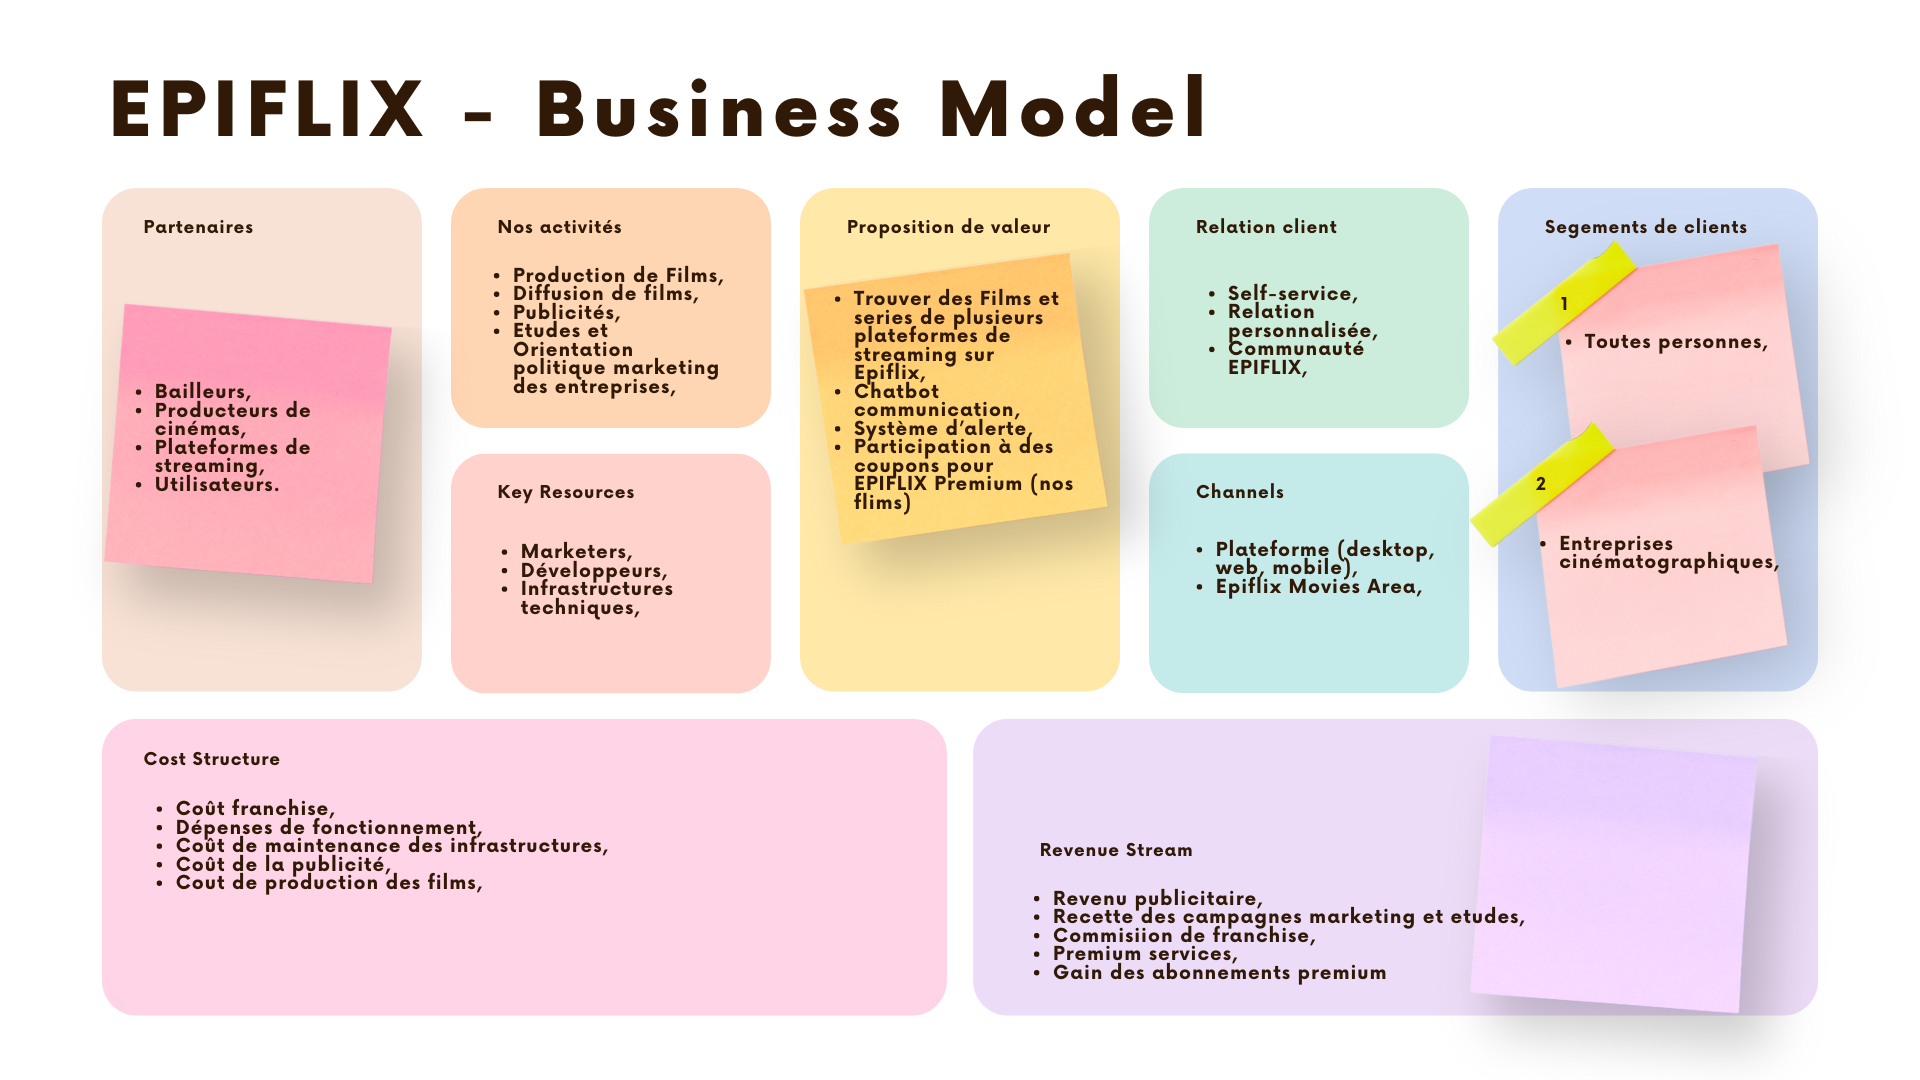 EPIFLIX - Business Model
Partenaires
• Bailleurs,
• Producteurs de
cinémas,
• Plateformes de
streaming,
• Utilisateurs.
Nos activités
• Production de Films,
• Diffusion de films,
• Publicités,
• Etudes et
Orientation
politique marketing
des entreprises,
Key Resources
• Marketers,
• Développeurs,
• Infrastructures
techniques,
Proposition de valeur
• Trouver des Films et
series de plusieurs
plateformes de
streaming sur
Epiflix,
• Chatbot
communication,
• Système d'alerte,
• Participation à des
coupons pour
EPIFLIX Premium (nos
flims)
Relation client
• Self-service,
• Relation
personnalisée,
• Communauté
EPIFLIX,
Channels
• Plateforme (desktop,
web, mobile),
• Epiflix Movies Area,
Segements de clients
1
• Toutes personnes,
2
• Entreprises
cinématographiques,
Cost Structure
• Coût franchise,
• Dépenses de fonctionnement,
• Coût de maintenance des infrastructures,
• Coût de la publicité,
• Cout de production des films,
Revenue Stream
• Revenu publicitaire,
• Recette des campagnes marketing et etudes,
• Commisiion de franchise,
• Premium services,
• Gain des abonnements premium